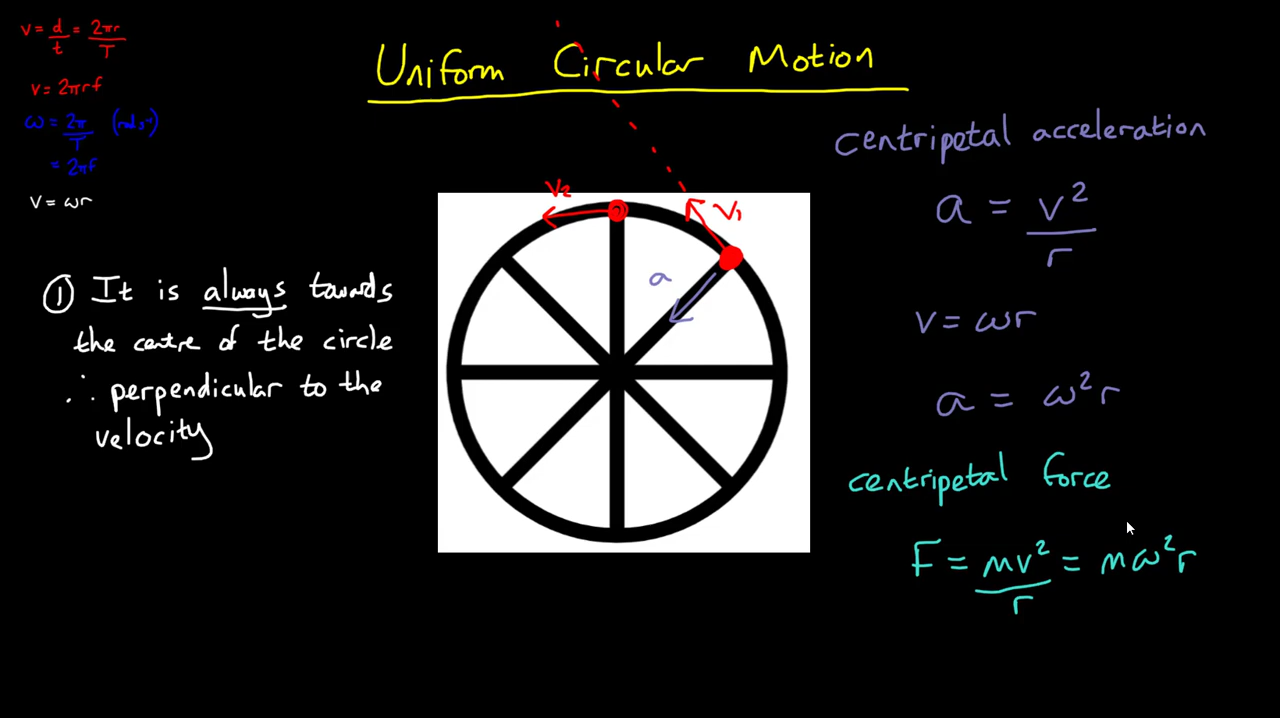 v = d/t = 2πr/T
v = 2πrf
ω = 2π/T (rads⁻¹)
= 2πf
v = ωr
Uniform Circular Motion
① It is always towards
the centre of the circle
∴ perpendicular to the
velocity
v₂
v₁
a
centripetal acceleration
a = v²/r
v = ωr
a = ω²r
centripetal force
F = mv²/r = mω²r